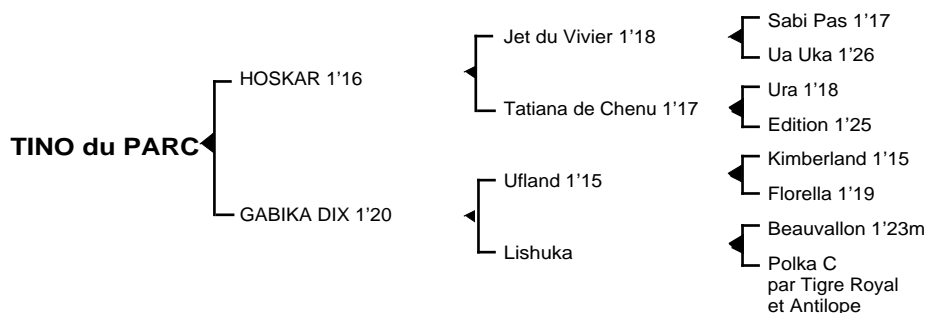 Sabi Pas 1’17
Jet du Vivier 1’18
Ua Uka 1’26
HOSKAR 1’16
Ura 1’18
Tatiana de Chenu 1’17
Edition 1’25
TINO du PARC
Kimberland 1’15
Ufland 1’15
Florella 1’19
GABIKA DIX 1’20
Beauvallon 1’23m
Lishuka
Polka C
par Tigre Royal
et Antilope